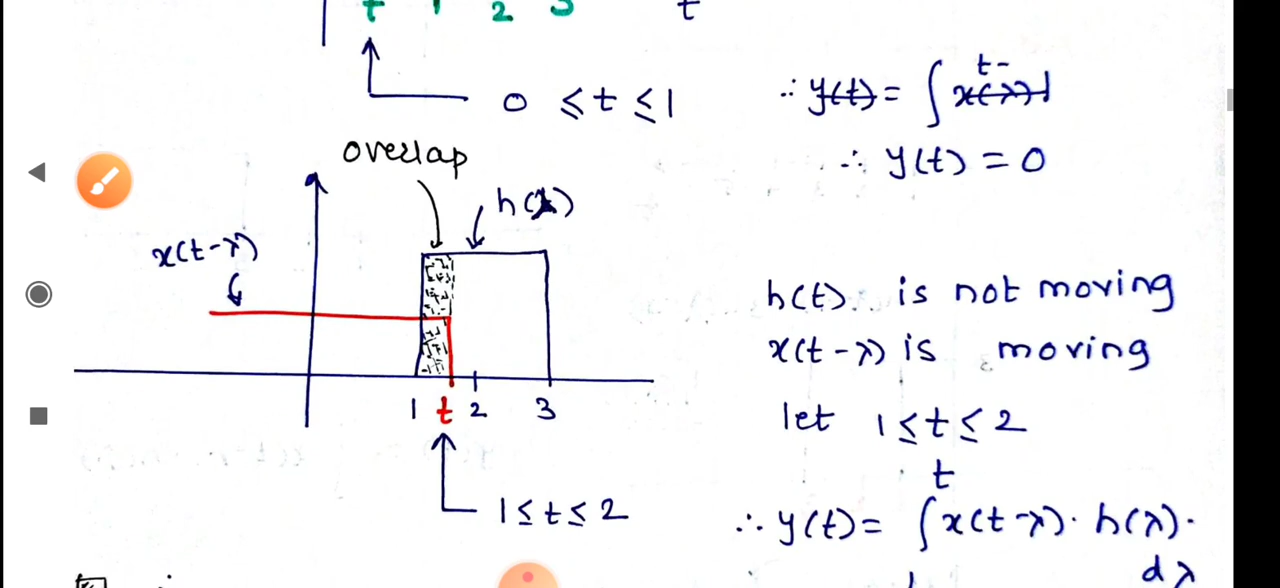 t 1 2 3 t
0 ≤ t ≤ 1
∴ y(t) = ∫ x(λ)d t-
∴ y(t) = 0
overlap
h(λ)
x(t-λ)
1 t 2 3
1 ≤ t ≤ 2
h(t) is not moving
x(t-λ) is moving
let 1 ≤ t ≤ 2
t
∴ y(t) = ∫ x(t-λ)· h(λ)·
dλ